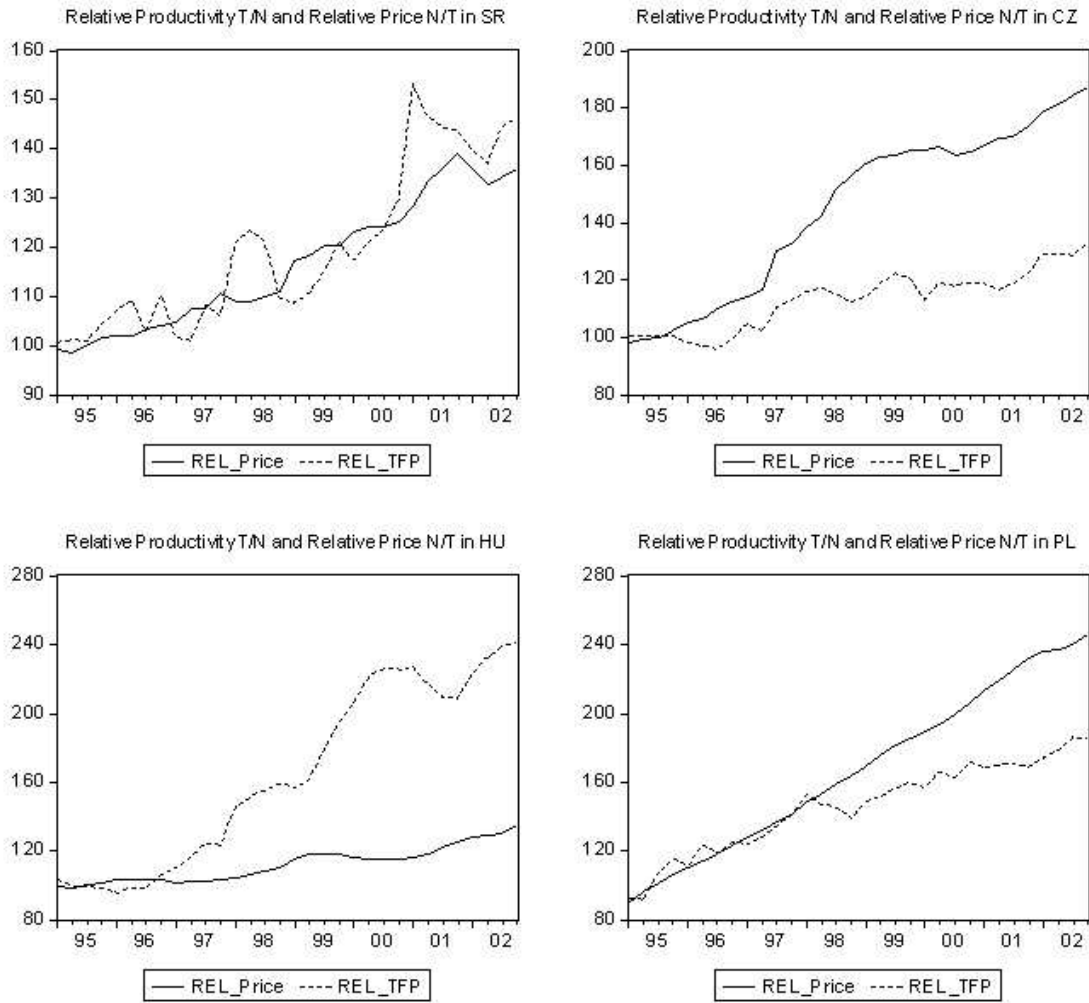 Relative Productivity T/N and Relative Price N/T in SR
160
150
140
130
120
110
100
90
95 96 97 98 99 00 01 02
REL_Price REL_TFP
Relative Productivity T/N and Relative Price N/T in CZ
200
180
160
140
120
100
80
95 96 97 98 99 00 01 02
REL_Price REL_TFP
Relative Productivity T/N and Relative Price N/T in HU
280
240
200
160
120
80
95 96 97 98 99 00 01 02
REL_Price REL_TFP
Relative Productivity T/N and Relative Price N/T in PL
280
240
200
160
120
80
95 96 97 98 99 00 01 02
REL_Price REL_TFP